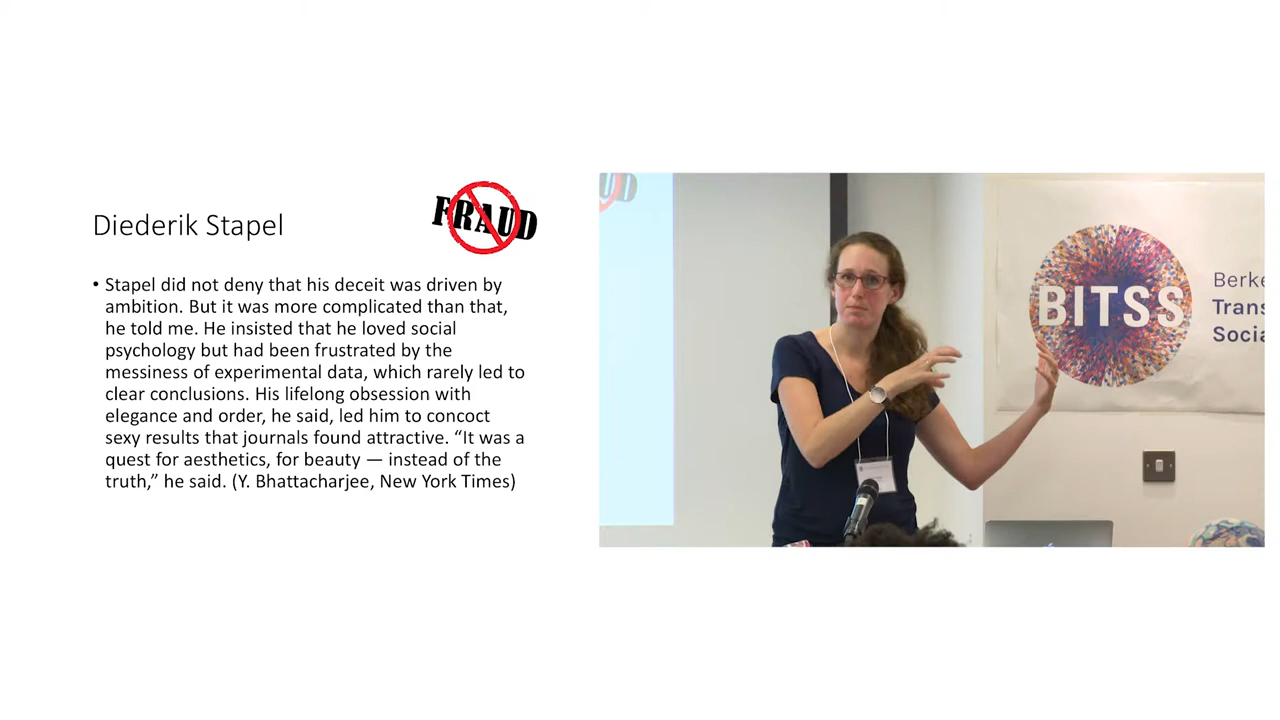 Diederik Stapel
FRAUD
• Stapel did not deny that his deceit was driven by
ambition. But it was more complicated than that,
he told me. He insisted that he loved social
psychology but had been frustrated by the
messiness of experimental data, which rarely led to
clear conclusions. His lifelong obsession with
elegance and order, he said, led him to concoct
sexy results that journals found attractive. “It was a
quest for aesthetics, for beauty — instead of the
truth,” he said. (Y. Bhattacharjee, New York Times)
UD
BITSS
Berke
Trans
Socia